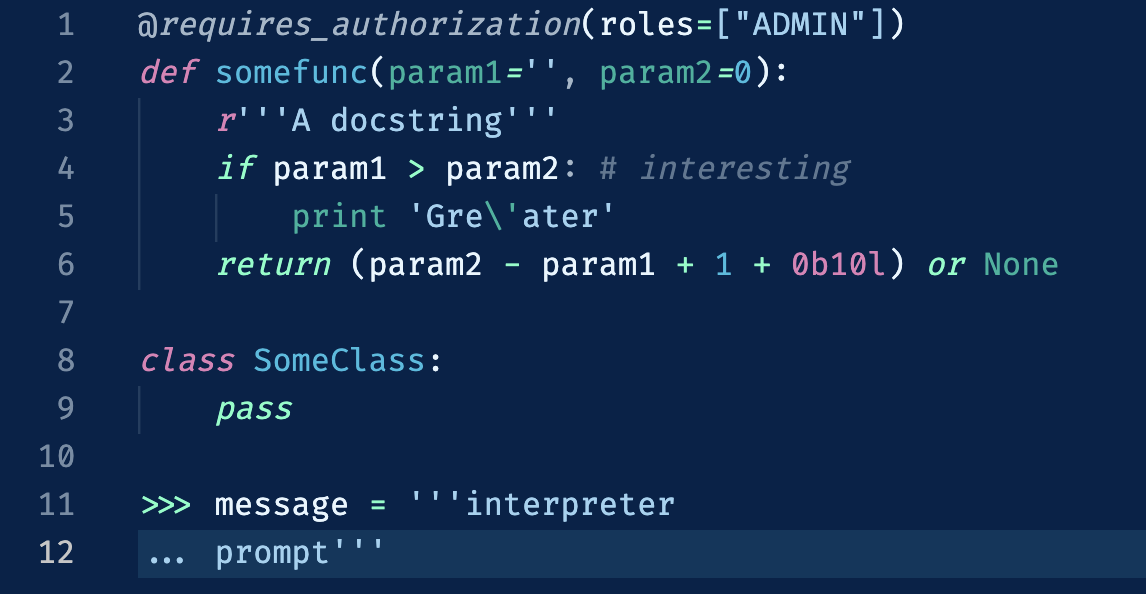 1 @requires_authorization(roles=["ADMIN"])
2 def somefunc(param1='', param2=0):
3     r'''A docstring'''
4     if param1 > param2: # interesting
5         print 'Gre\'ater'
6     return (param2 - param1 + 1 + 0b10l) or None
7
8 class SomeClass:
9     pass
10
11 >>> message = '''interpreter
12 ... prompt'''